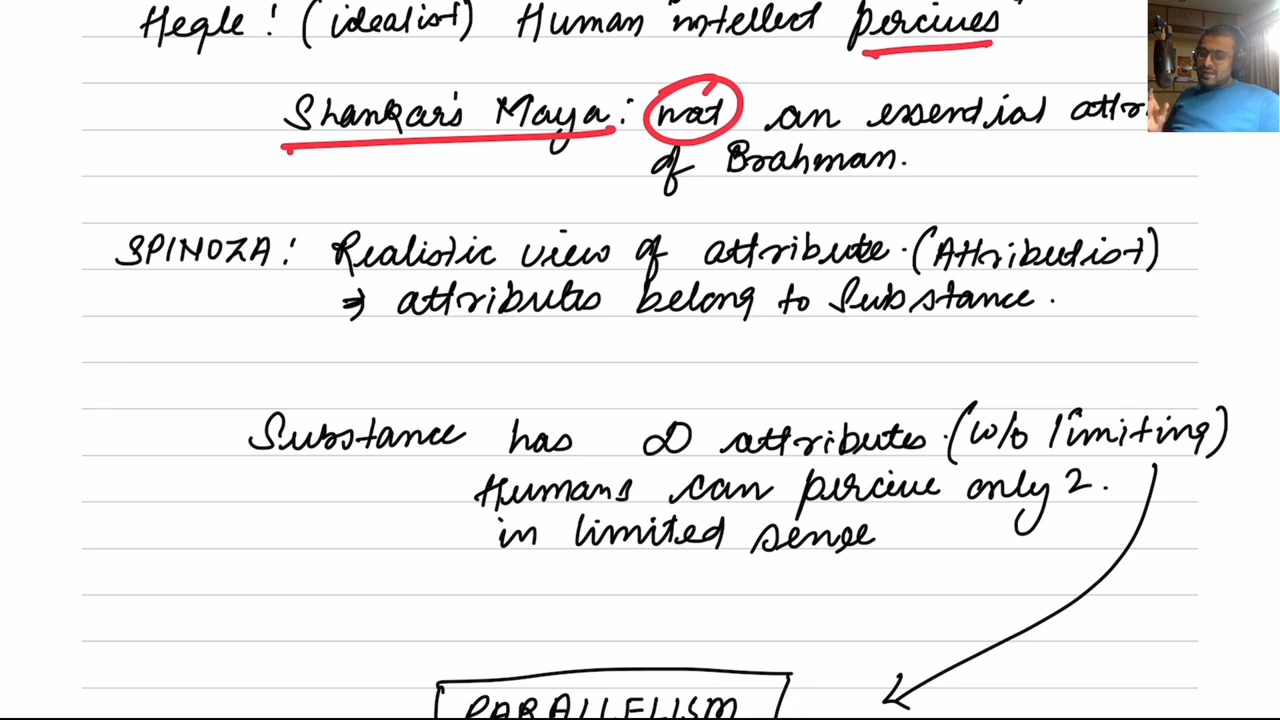 Hegle : (idealist) Human "intellect percives"
Shankar's Maya : not an essential attr
of Brahman.
SPINOZA : Realistic view of attribute. (Attributist)
⇒ attributes belong to Substance.
Substance has ∞ attributes. (w/o limiting)
Humans can percive only 2.
in limited sense
PARALLELISM